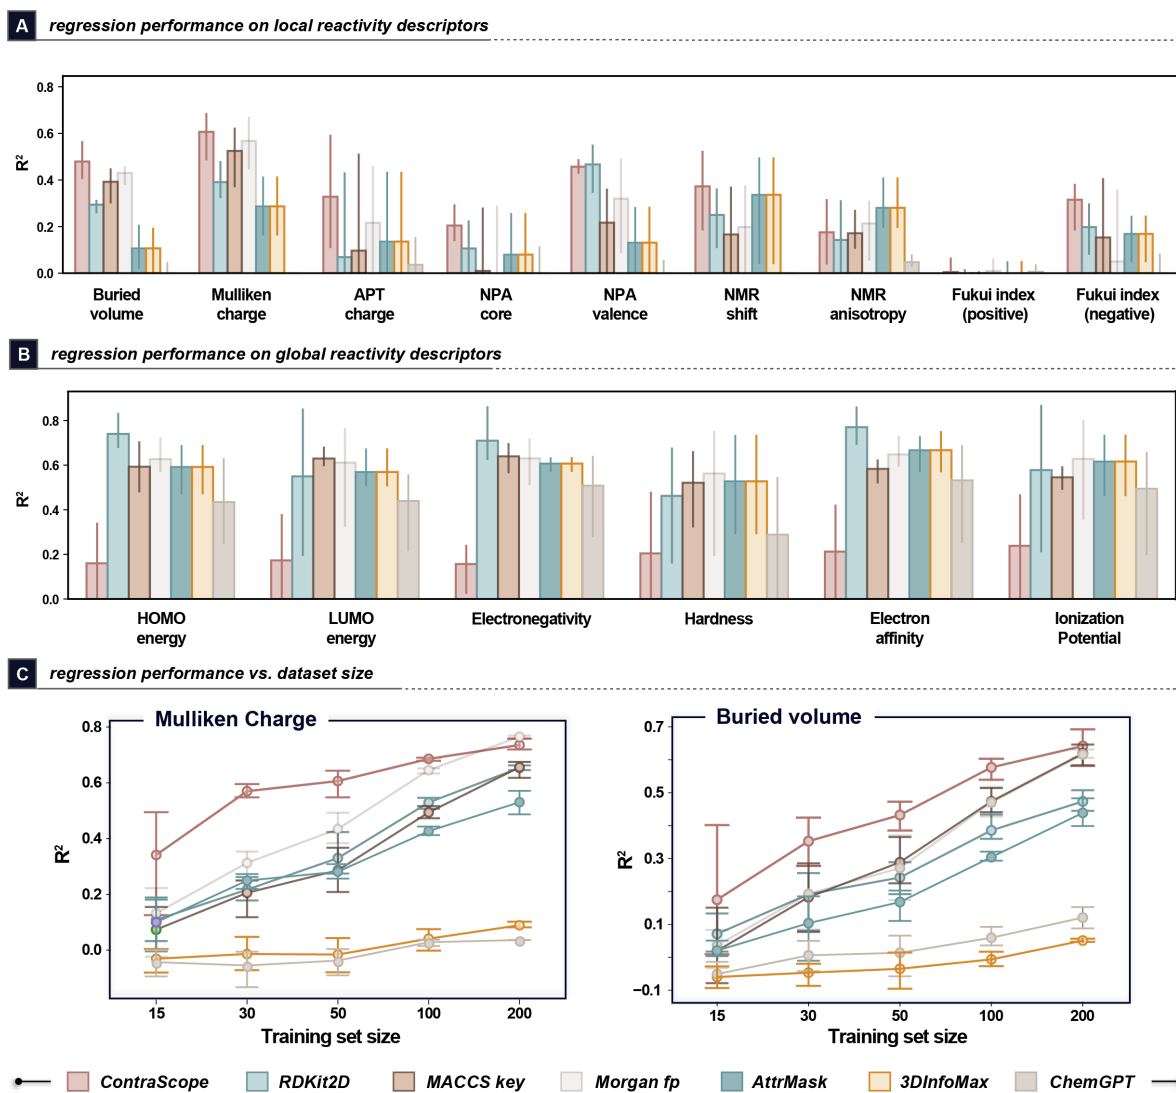 A regression performance on local reactivity descriptors
0.8
0.6
0.4
0.2
0.0
R²
Buried volume
Mulliken charge
APT charge
NPA core
NPA valence
NMR shift
NMR anisotropy
Fukui index (positive)
Fukui index (negative)
B regression performance on global reactivity descriptors
0.8
0.6
0.4
0.2
0.0
R²
HOMO energy
LUMO energy
Electronegativity
Hardness
Electron affinity
Ionization Potential
C regression performance vs. dataset size
Mulliken Charge
0.8
0.6
0.4
0.2
0.0
R²
15 30 50 100 200
Training set size
Buried volume
0.7
0.5
0.3
0.1
−0.1
R²
15 30 50 100 200
Training set size
ContraScope RDKit2D MACCS key Morgan fp AttrMask 3DInfoMax ChemGPT